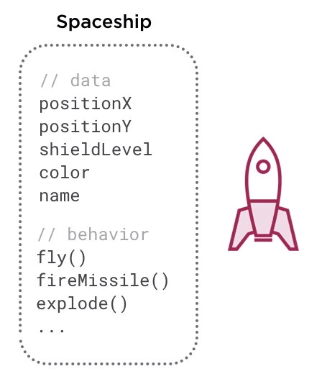 Spaceship
// data
positionX
positionY
shieldLevel
color
name
// behavior
fly()
fireMissile()
explode()
...